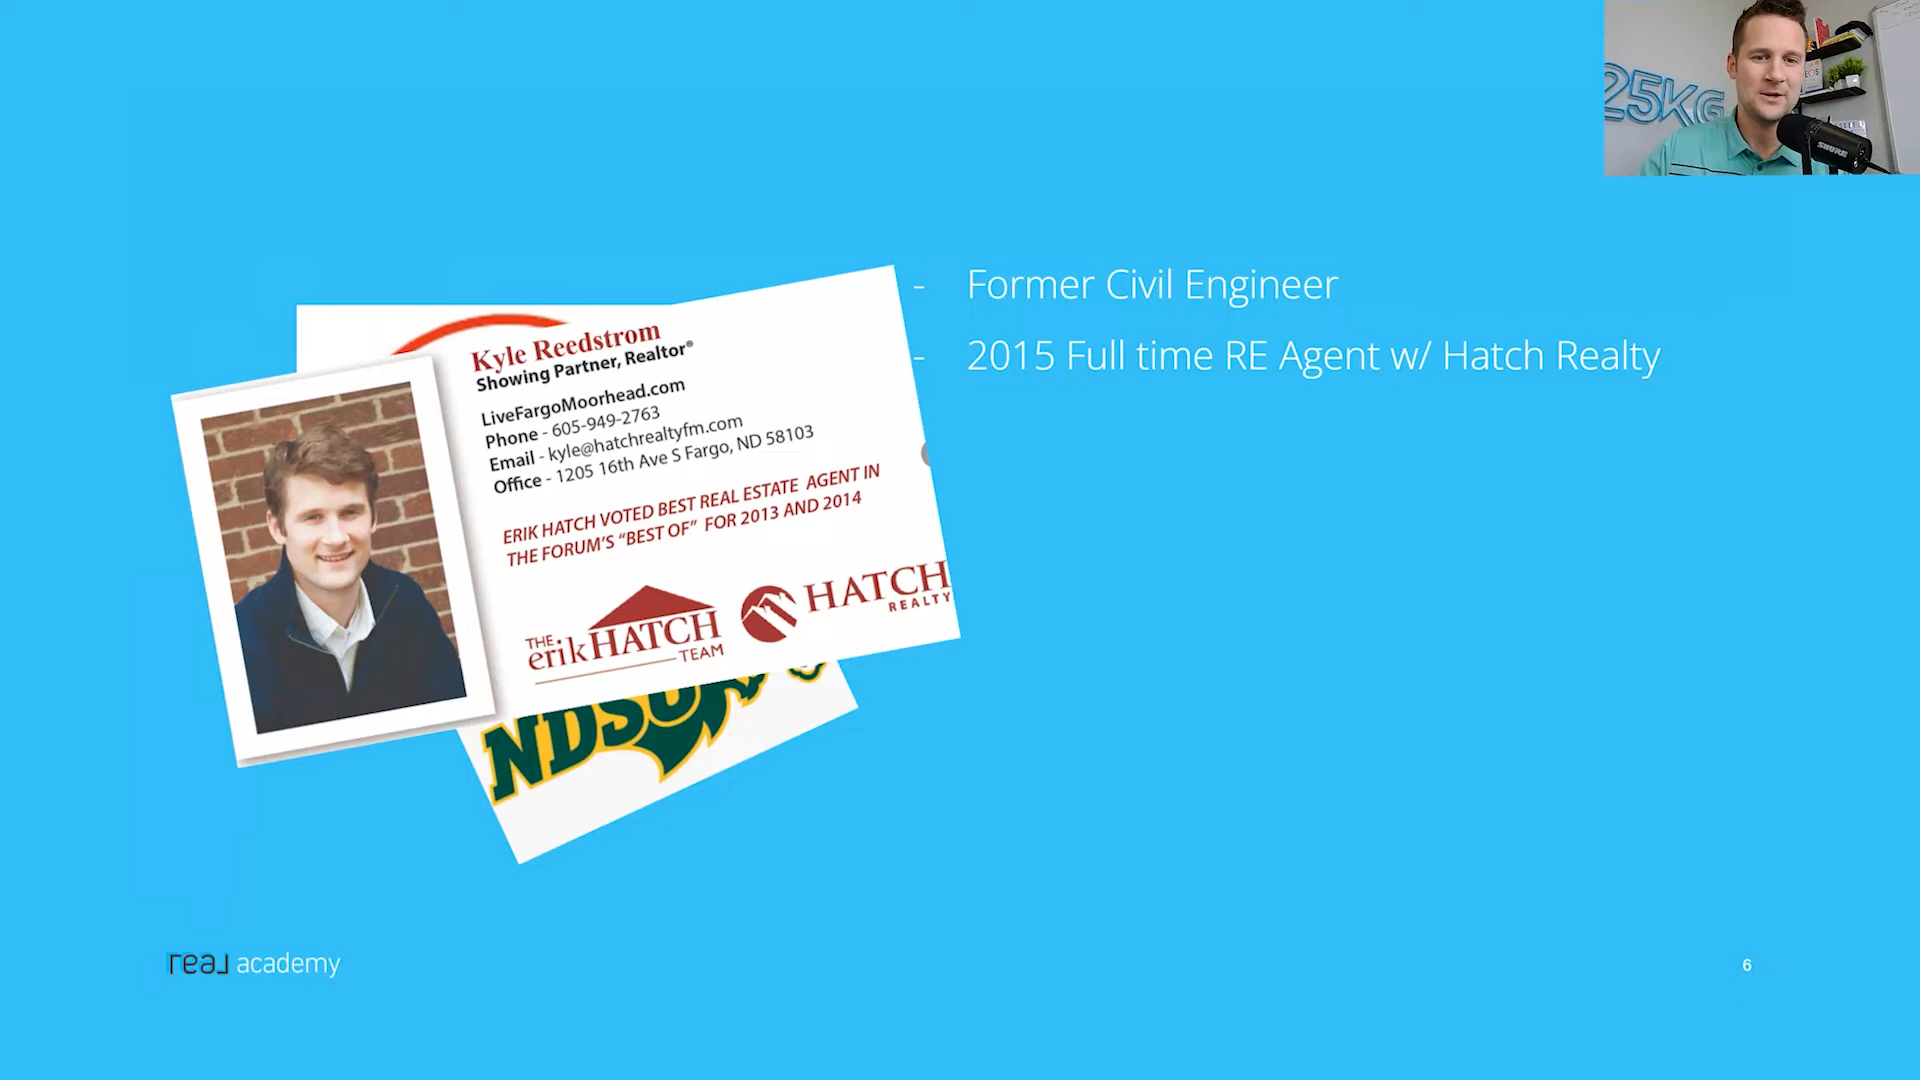 25KG
EOS
SHURE
- Former Civil Engineer
- 2015 Full time RE Agent w/ Hatch Realty
Kyle Reedstrom
Showing Partner, Realtor®
LiveFargoMoorhead.com
Phone - 605-949-2763
Email - kyle@hatchrealtyfm.com
Office - 1205 16th Ave S Fargo, ND 58103
ERIK HATCH VOTED BEST REAL ESTATE AGENT IN
THE FORUM'S “BEST OF” FOR 2013 AND 2014
THE
erikHATCH
TEAM
HATCH
REALTY
NDSU
real academy
6